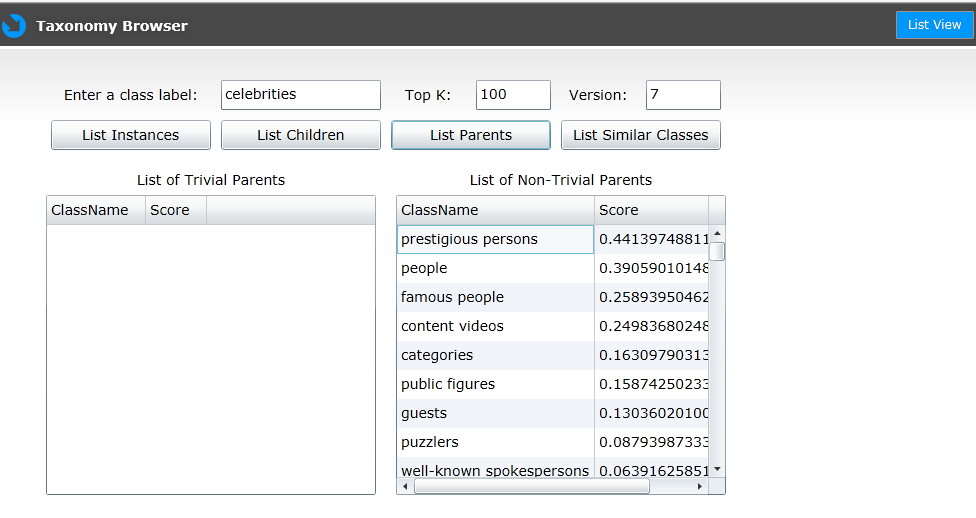 Taxonomy Browser List View
Enter a class label: celebrities Top K: 100 Version: 7
List Instances List Children List Parents List Similar Classes
List of Trivial Parents List of Non-Trivial Parents
ClassName Score ClassName Score
prestigious persons 0.44139748811
people 0.39059010148
famous people 0.25893950462
content videos 0.24983680248
categories 0.16309790313
public figures 0.15874250233
guests 0.13036020100
puzzlers 0.08793987333
well-known spokespersons 0.06391625851